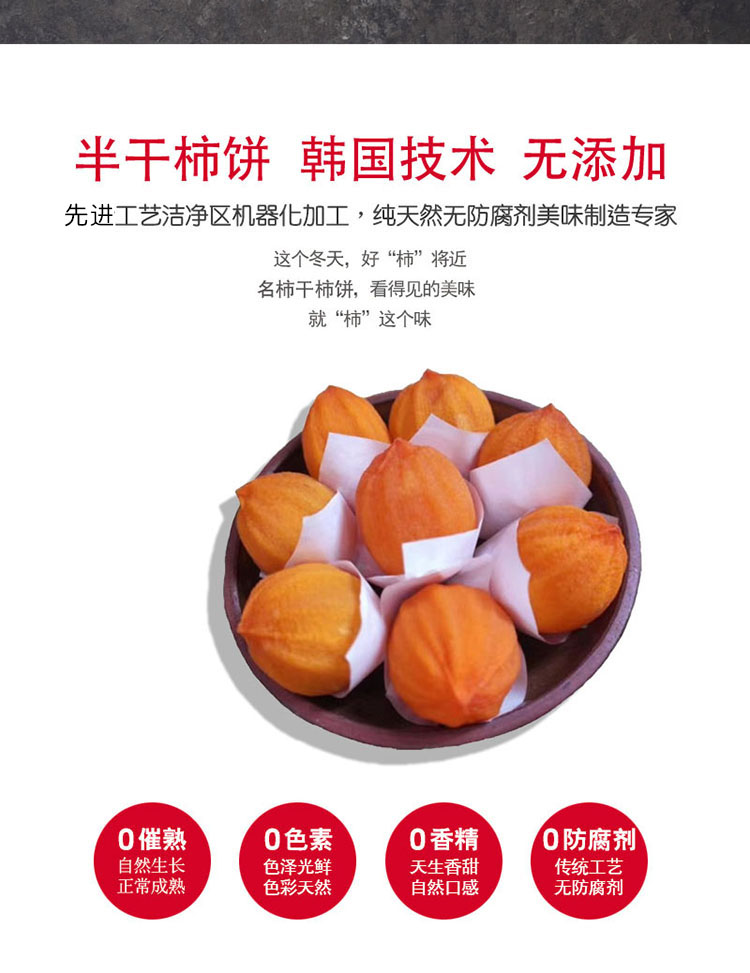 半干柿饼 韩国技术 无添加
先进工艺洁净区机器化加工，纯天然无防腐剂美味制造专家
这个冬天，好“柿”将近
名柿干柿饼，看得见的美味
就“柿”这个味
0催熟
自然生长
正常成熟
0色素
色泽光鲜
色彩天然
0香精
天生香甜
自然口感
0防腐剂
传统工艺
无防腐剂